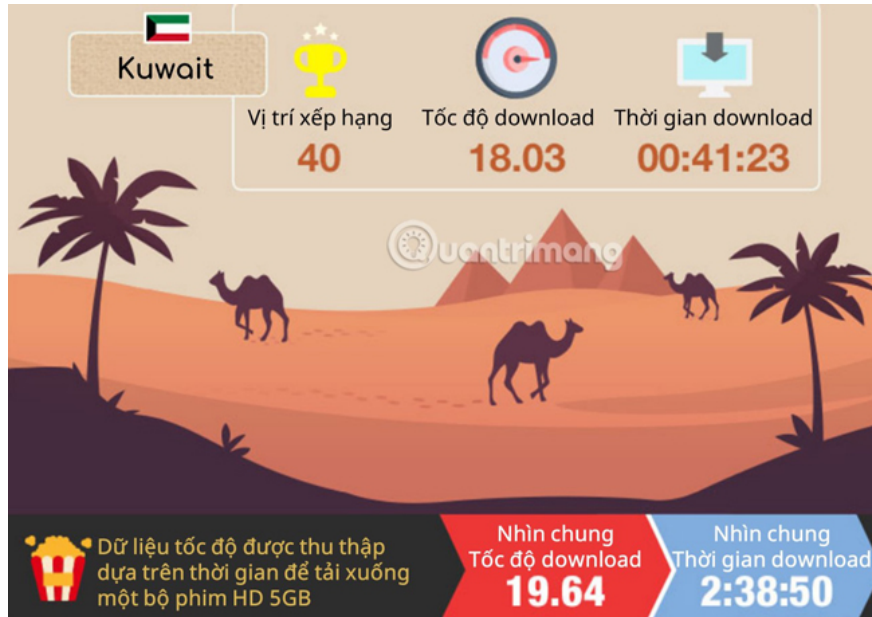 Kuwait
Vị trí xếp hạng
40
Tốc độ download
18.03
Thời gian download
00:41:23
Quantrimang
Dữ liệu tốc độ được thu thập
dựa trên thời gian để tải xuống
một bộ phim HD 5GB
Nhìn chung
Tốc độ download
19.64
Nhìn chung
Thời gian download
2:38:50